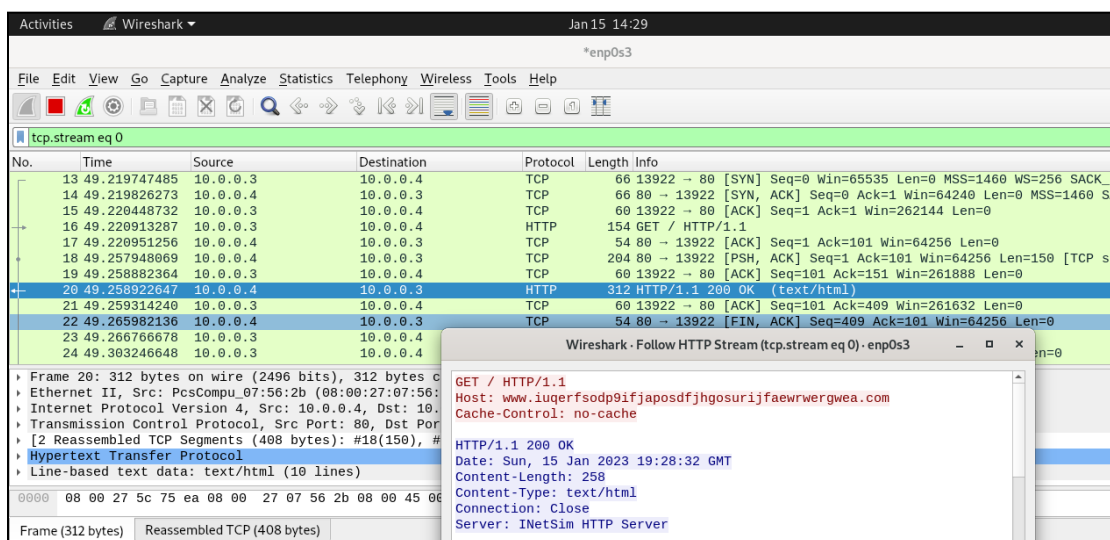 Activities Wireshark Jan 15 14:29
*enp0s3
File Edit View Go Capture Analyze Statistics Telephony Wireless Tools Help
tcp.stream eq 0
No. Time Source Destination Protocol Length Info
13 49.219747485 10.0.0.3 10.0.0.4 TCP 66 13922 → 80 [SYN] Seq=0 Win=65535 Len=0 MSS=1460 WS=256 SACK_
14 49.219826273 10.0.0.4 10.0.0.3 TCP 66 80 → 13922 [SYN, ACK] Seq=0 Ack=1 Win=64240 Len=0 MSS=1460 S
15 49.220448732 10.0.0.3 10.0.0.4 TCP 60 13922 → 80 [ACK] Seq=1 Ack=1 Win=262144 Len=0
16 49.220913287 10.0.0.3 10.0.0.4 HTTP 154 GET / HTTP/1.1
17 49.220951256 10.0.0.4 10.0.0.3 TCP 54 80 → 13922 [ACK] Seq=1 Ack=101 Win=64256 Len=0
18 49.257948069 10.0.0.4 10.0.0.3 TCP 204 80 → 13922 [PSH, ACK] Seq=1 Ack=101 Win=64256 Len=150 [TCP s
19 49.258882364 10.0.0.3 10.0.0.4 TCP 60 13922 → 80 [ACK] Seq=101 Ack=151 Win=261888 Len=0
20 49.258922647 10.0.0.4 10.0.0.3 HTTP 312 HTTP/1.1 200 OK (text/html)
21 49.259314240 10.0.0.3 10.0.0.4 TCP 60 13922 → 80 [ACK] Seq=101 Ack=409 Win=261632 Len=0
22 49.265982136 10.0.0.4 10.0.0.3 TCP 54 80 → 13922 [FIN, ACK] Seq=409 Ack=101 Win=64256 Len=0
23 49.266766678 10.0.0.3 10.0.0.4
24 49.303246648 10.0.0.3 10.0.0.4 n=0
Wireshark · Follow HTTP Stream (tcp.stream eq 0) · enp0s3
Frame 20: 312 bytes on wire (2496 bits), 312 bytes c
Ethernet II, Src: PcsCompu_07:56:2b (08:00:27:07:56:
Internet Protocol Version 4, Src: 10.0.0.4, Dst: 10.
Transmission Control Protocol, Src Port: 80, Dst Por
[2 Reassembled TCP Segments (408 bytes): #18(150), #
Hypertext Transfer Protocol
Line-based text data: text/html (10 lines)
0000 08 00 27 5c 75 ea 08 00 27 07 56 2b 08 00 45 00
Frame (312 bytes) Reassembled TCP (408 bytes)
GET / HTTP/1.1
Host: www.iuqerfsodp9ifjaposdfjhgosurijfaewrwergwea.com
Cache-Control: no-cache
HTTP/1.1 200 OK
Date: Sun, 15 Jan 2023 19:28:32 GMT
Content-Length: 258
Content-Type: text/html
Connection: Close
Server: INetSim HTTP Server